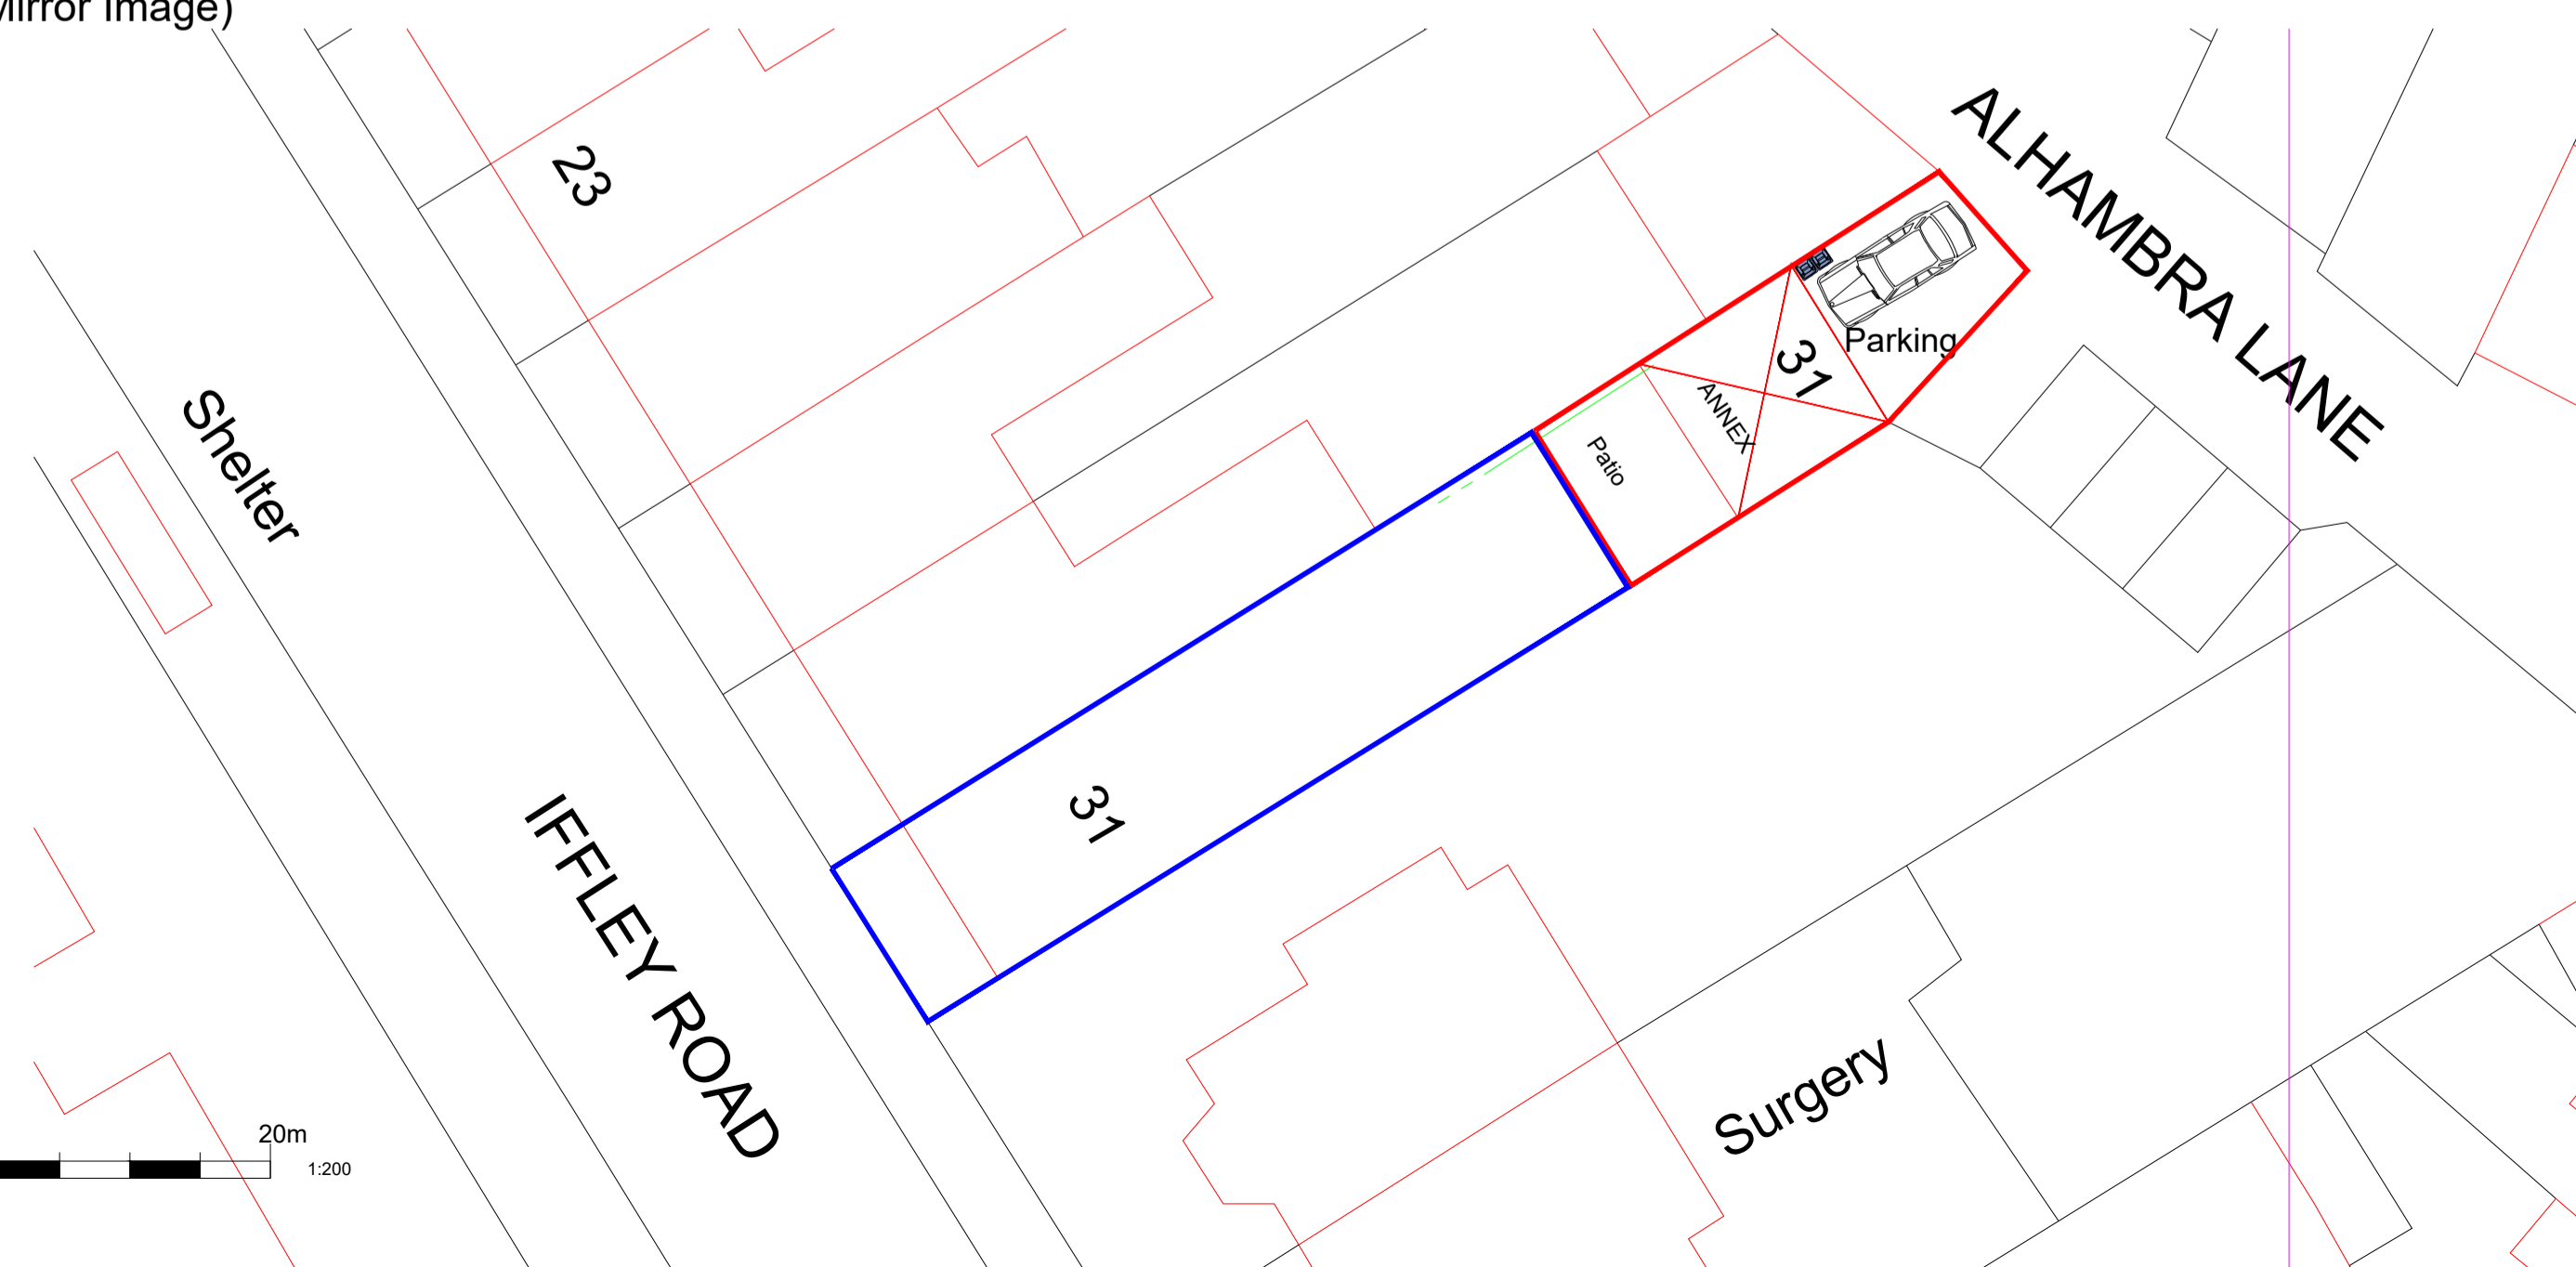 Mirror Image)
23
ALHAMBRA LANE
Shelter
31
Parking
ANNEX
Patio
31
IFFLEY ROAD
Surgery
20m
1:200